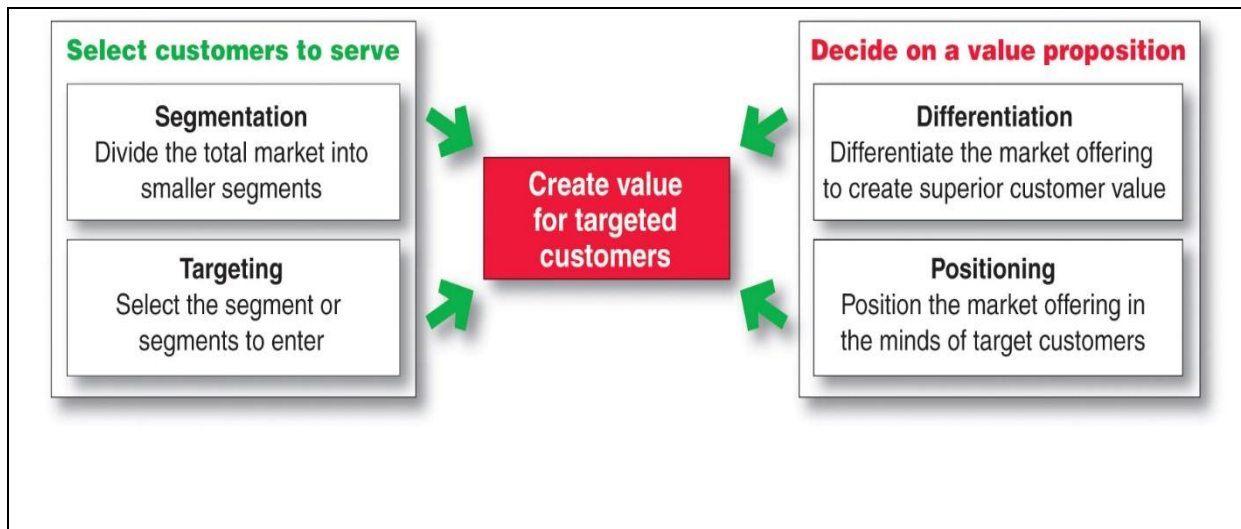 Select customers to serve
Segmentation
Divide the total market into
smaller segments
Targeting
Select the segment or
segments to enter
Create value
for targeted
customers
Decide on a value proposition
Differentiation
Differentiate the market offering
to create superior customer value
Positioning
Position the market offering in
the minds of target customers